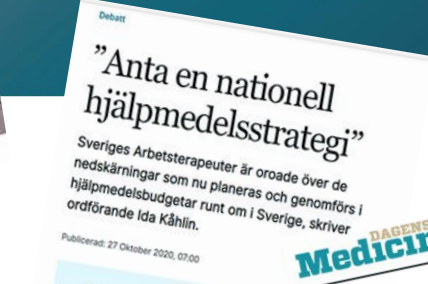 Debatt
”Anta en nationell
hjälpmedelsstrategi”
Sveriges Arbetsterapeuter är oroade över de
nedskärningar som nu planeras och genomförs i
hjälpmedelsbudgetar runt om i Sverige, skriver
ordförande Ida Kåhlin.
Publicerad: 27 Oktober 2020, 07:00
DAGENS
Medicin